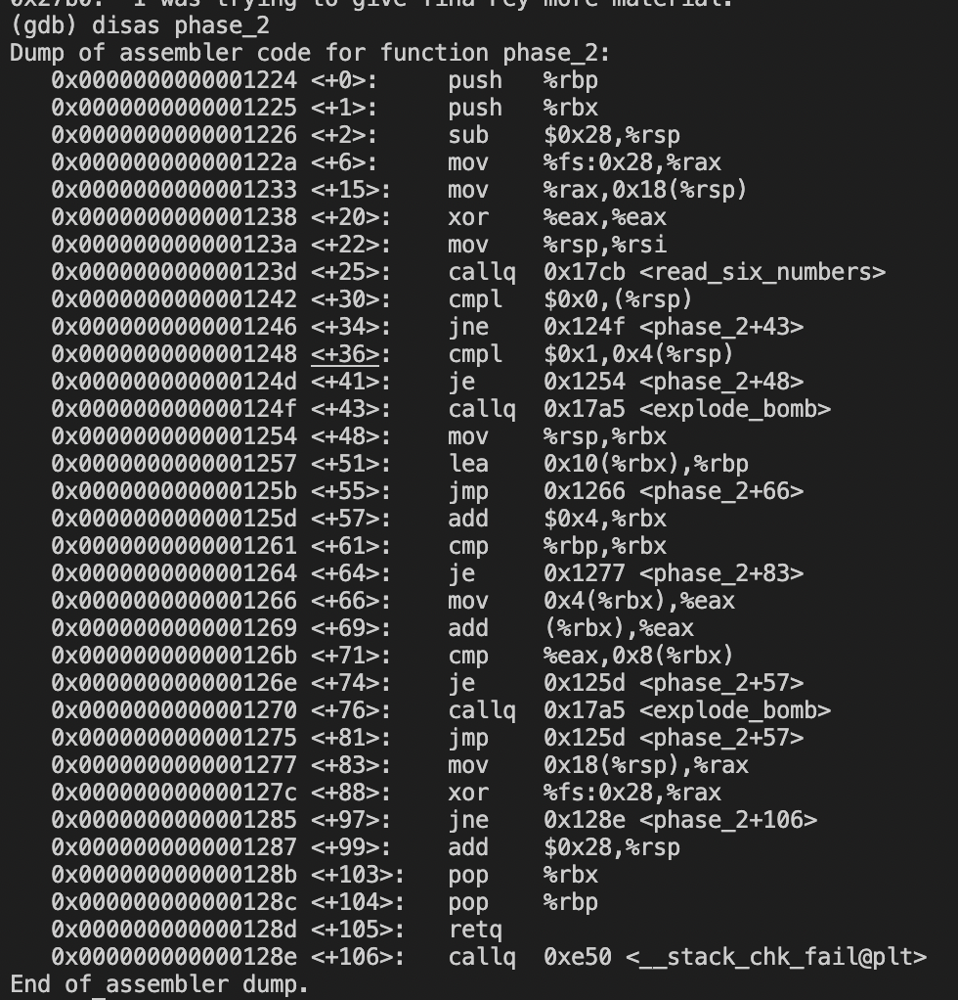 0x27b0: "I was trying to give Tina Fey more material."
(gdb) disas phase_2
Dump of assembler code for function phase_2:
   0x0000000000001224 <+0>:     push   %rbp
   0x0000000000001225 <+1>:     push   %rbx
   0x0000000000001226 <+2>:     sub    $0x28,%rsp
   0x000000000000122a <+6>:     mov    %fs:0x28,%rax
   0x0000000000001233 <+15>:    mov    %rax,0x18(%rsp)
   0x0000000000001238 <+20>:    xor    %eax,%eax
   0x000000000000123a <+22>:    mov    %rsp,%rsi
   0x000000000000123d <+25>:    callq  0x17cb <read_six_numbers>
   0x0000000000001242 <+30>:    cmpl   $0x0,(%rsp)
   0x0000000000001246 <+34>:    jne    0x124f <phase_2+43>
   0x0000000000001248 <+36>:    cmpl   $0x1,0x4(%rsp)
   0x000000000000124d <+41>:    je     0x1254 <phase_2+48>
   0x000000000000124f <+43>:    callq  0x17a5 <explode_bomb>
   0x0000000000001254 <+48>:    mov    %rsp,%rbx
   0x0000000000001257 <+51>:    lea    0x10(%rbx),%rbp
   0x000000000000125b <+55>:    jmp    0x1266 <phase_2+66>
   0x000000000000125d <+57>:    add    $0x4,%rbx
   0x0000000000001261 <+61>:    cmp    %rbp,%rbx
   0x0000000000001264 <+64>:    je     0x1277 <phase_2+83>
   0x0000000000001266 <+66>:    mov    0x4(%rbx),%eax
   0x0000000000001269 <+69>:    add    (%rbx),%eax
   0x000000000000126b <+71>:    cmp    %eax,0x8(%rbx)
   0x000000000000126e <+74>:    je     0x125d <phase_2+57>
   0x0000000000001270 <+76>:    callq  0x17a5 <explode_bomb>
   0x0000000000001275 <+81>:    jmp    0x125d <phase_2+57>
   0x0000000000001277 <+83>:    mov    0x18(%rsp),%rax
   0x000000000000127c <+88>:    xor    %fs:0x28,%rax
   0x0000000000001285 <+97>:    jne    0x128e <phase_2+106>
   0x0000000000001287 <+99>:    add    $0x28,%rsp
   0x000000000000128b <+103>:   pop    %rbx
   0x000000000000128c <+104>:   pop    %rbp
   0x000000000000128d <+105>:   retq
   0x000000000000128e <+106>:   callq  0xe50 <__stack_chk_fail@plt>
End of assembler dump.